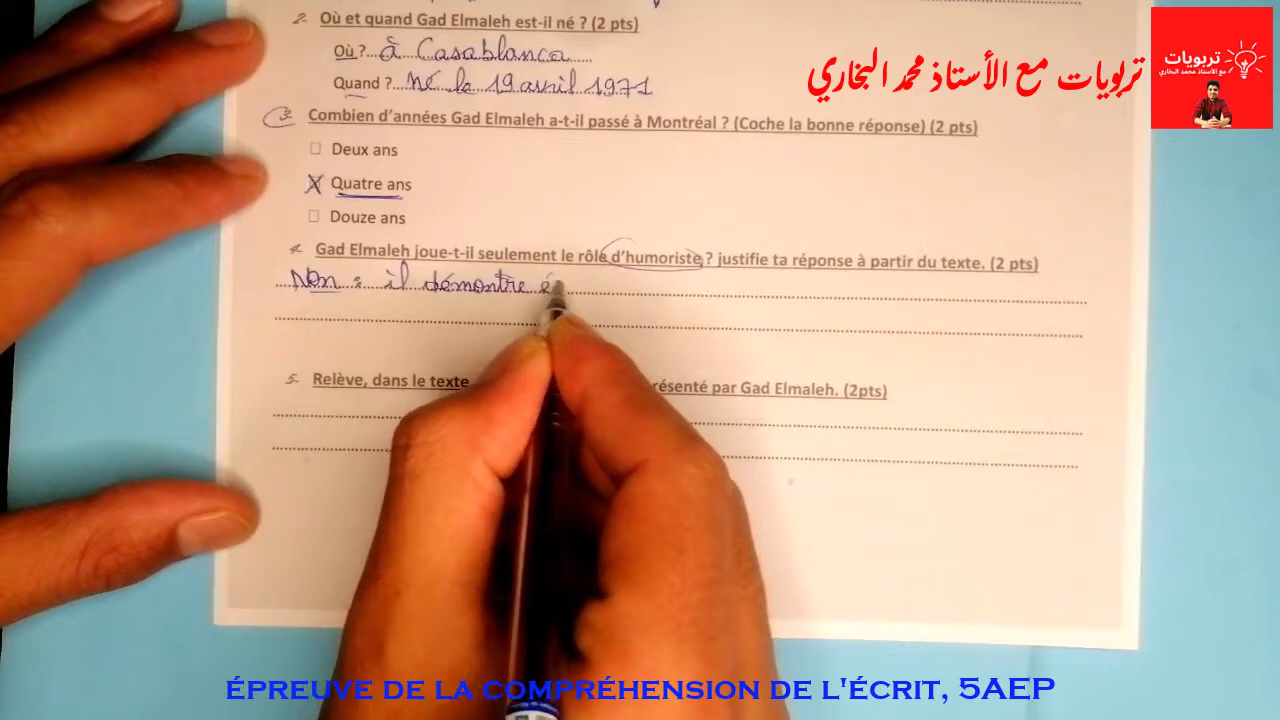 2. Où et quand Gad Elmaleh est-il né ? (2 pts)
Où ?... à Casablanca
Quand ?... né le 19 avril 1971
3. Combien d'années Gad Elmaleh a-t-il passé à Montréal ? (Coche la bonne réponse) (2 pts)
Deux ans
Quatre ans
Douze ans
4. Gad Elmaleh joue-t-il seulement le rôle d'humoriste ? justifie ta réponse à partir du texte. (2 pts)
Non : il démontre é
5. Relève, dans le texte résenté par Gad Elmaleh. (2pts)
تربويات مع الأستاذ محمد البخاري
تربويات
مع الأستاذ محمد البخاري
ÉPREUVE DE LA COMPRÉHENSION DE L'ÉCRIT, 5AEP